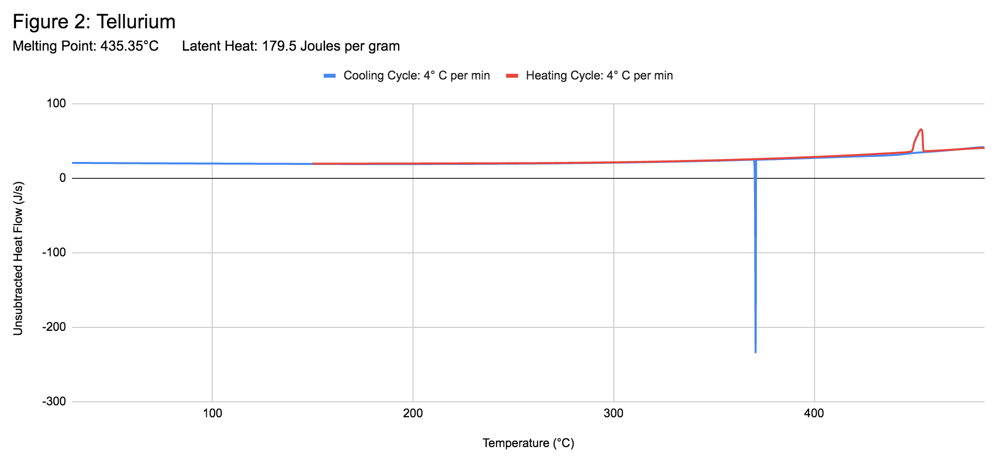 Figure 2: Tellurium
Melting Point: 435.35°C Latent Heat: 179.5 Joules per gram
Cooling Cycle: 4° C per min Heating Cycle: 4° C per min
100
0
-100
-200
-300
Unsubtracted Heat Flow (J/s)
100 200 300 400
Temperature (°C)